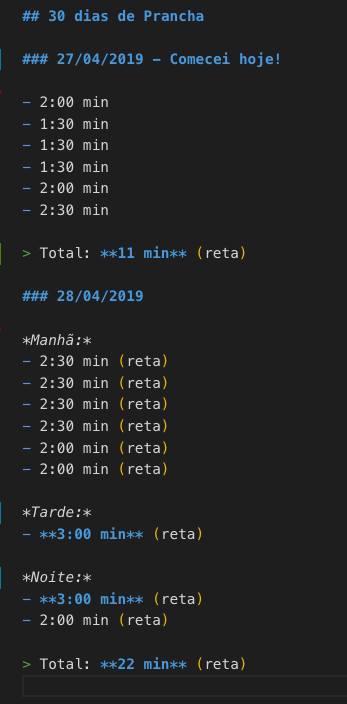 ## 30 dias de Prancha
### 27/04/2019 - Comecei hoje!
- 2:00 min
- 1:30 min
- 1:30 min
- 1:30 min
- 2:00 min
- 2:30 min
> Total: **11 min** (reta)
### 28/04/2019
*Manhã:*
- 2:30 min (reta)
- 2:30 min (reta)
- 2:30 min (reta)
- 2:30 min (reta)
- 2:00 min (reta)
- 2:00 min (reta)
*Tarde:*
- **3:00 min** (reta)
*Noite:*
- **3:00 min** (reta)
- 2:00 min (reta)
> Total: **22 min** (reta)